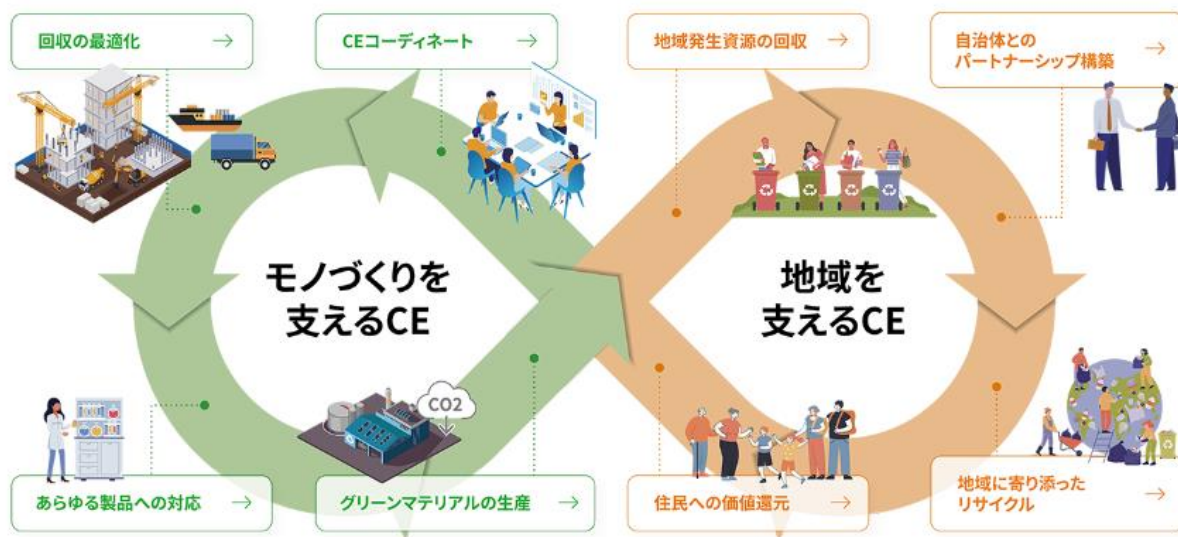 回収の最適化 →
CEコーディネート →
地域発生資源の回収 →
自治体との
パートナーシップ構築 →
モノづくりを
支えるCE
地域を
支えるCE
CO2
あらゆる製品への対応 →
グリーンマテリアルの生産 →
住民への価値還元 →
地域に寄り添った
リサイクル →